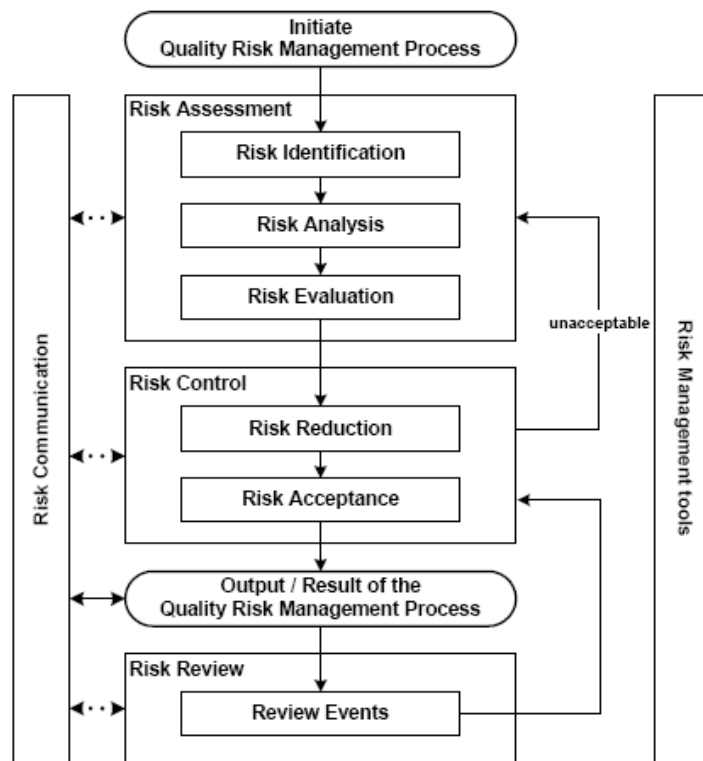 Initiate
Quality Risk Management Process
Risk Assessment
Risk Identification
Risk Analysis
Risk Evaluation
unacceptable
Risk Control
Risk Reduction
Risk Acceptance
Output / Result of the
Quality Risk Management Process
Risk Review
Review Events
Risk Communication
Risk Management tools